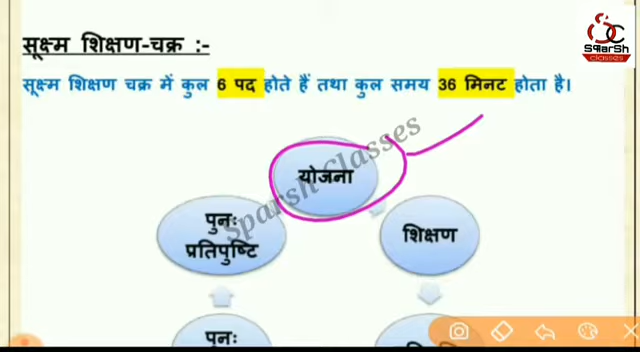 सूक्ष्म शिक्षण-चक्र :-
SparSh
classes
सूक्ष्म शिक्षण चक्र में कुल 6 पद होते हैं तथा कुल समय 36 मिनट होता है।
Sparsh Classes
योजना
पुनः
प्रतिपुष्टि
शिक्षण
पुनः